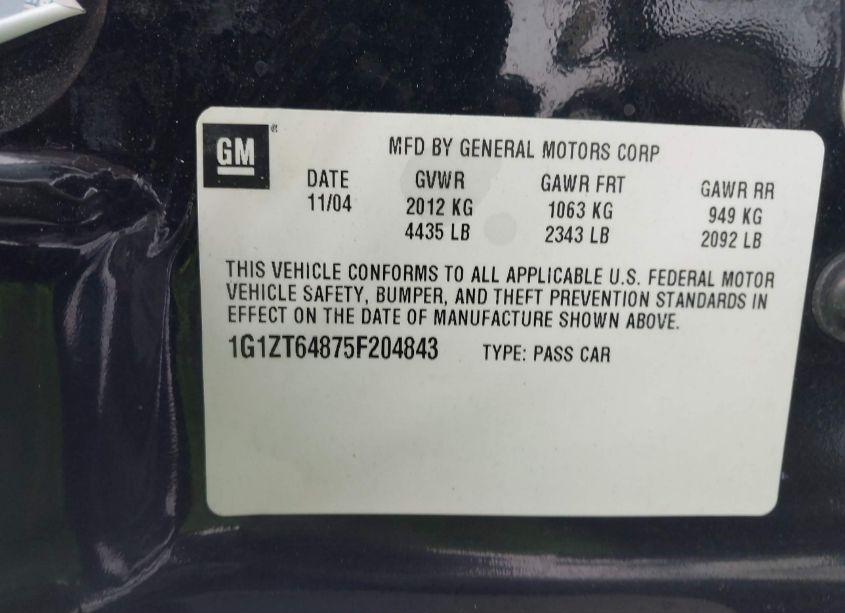 GM
MFD BY GENERAL MOTORS CORP
DATE GVWR GAWR FRT GAWR RR
11/04 2012 KG 1063 KG 949 KG
4435 LB 2343 LB 2092 LB
THIS VEHICLE CONFORMS TO ALL APPLICABLE U.S. FEDERAL MOTOR
VEHICLE SAFETY, BUMPER, AND THEFT PREVENTION STANDARDS IN
EFFECT ON THE DATE OF MANUFACTURE SHOWN ABOVE.
1G1ZT64875F204843 TYPE: PASS CAR